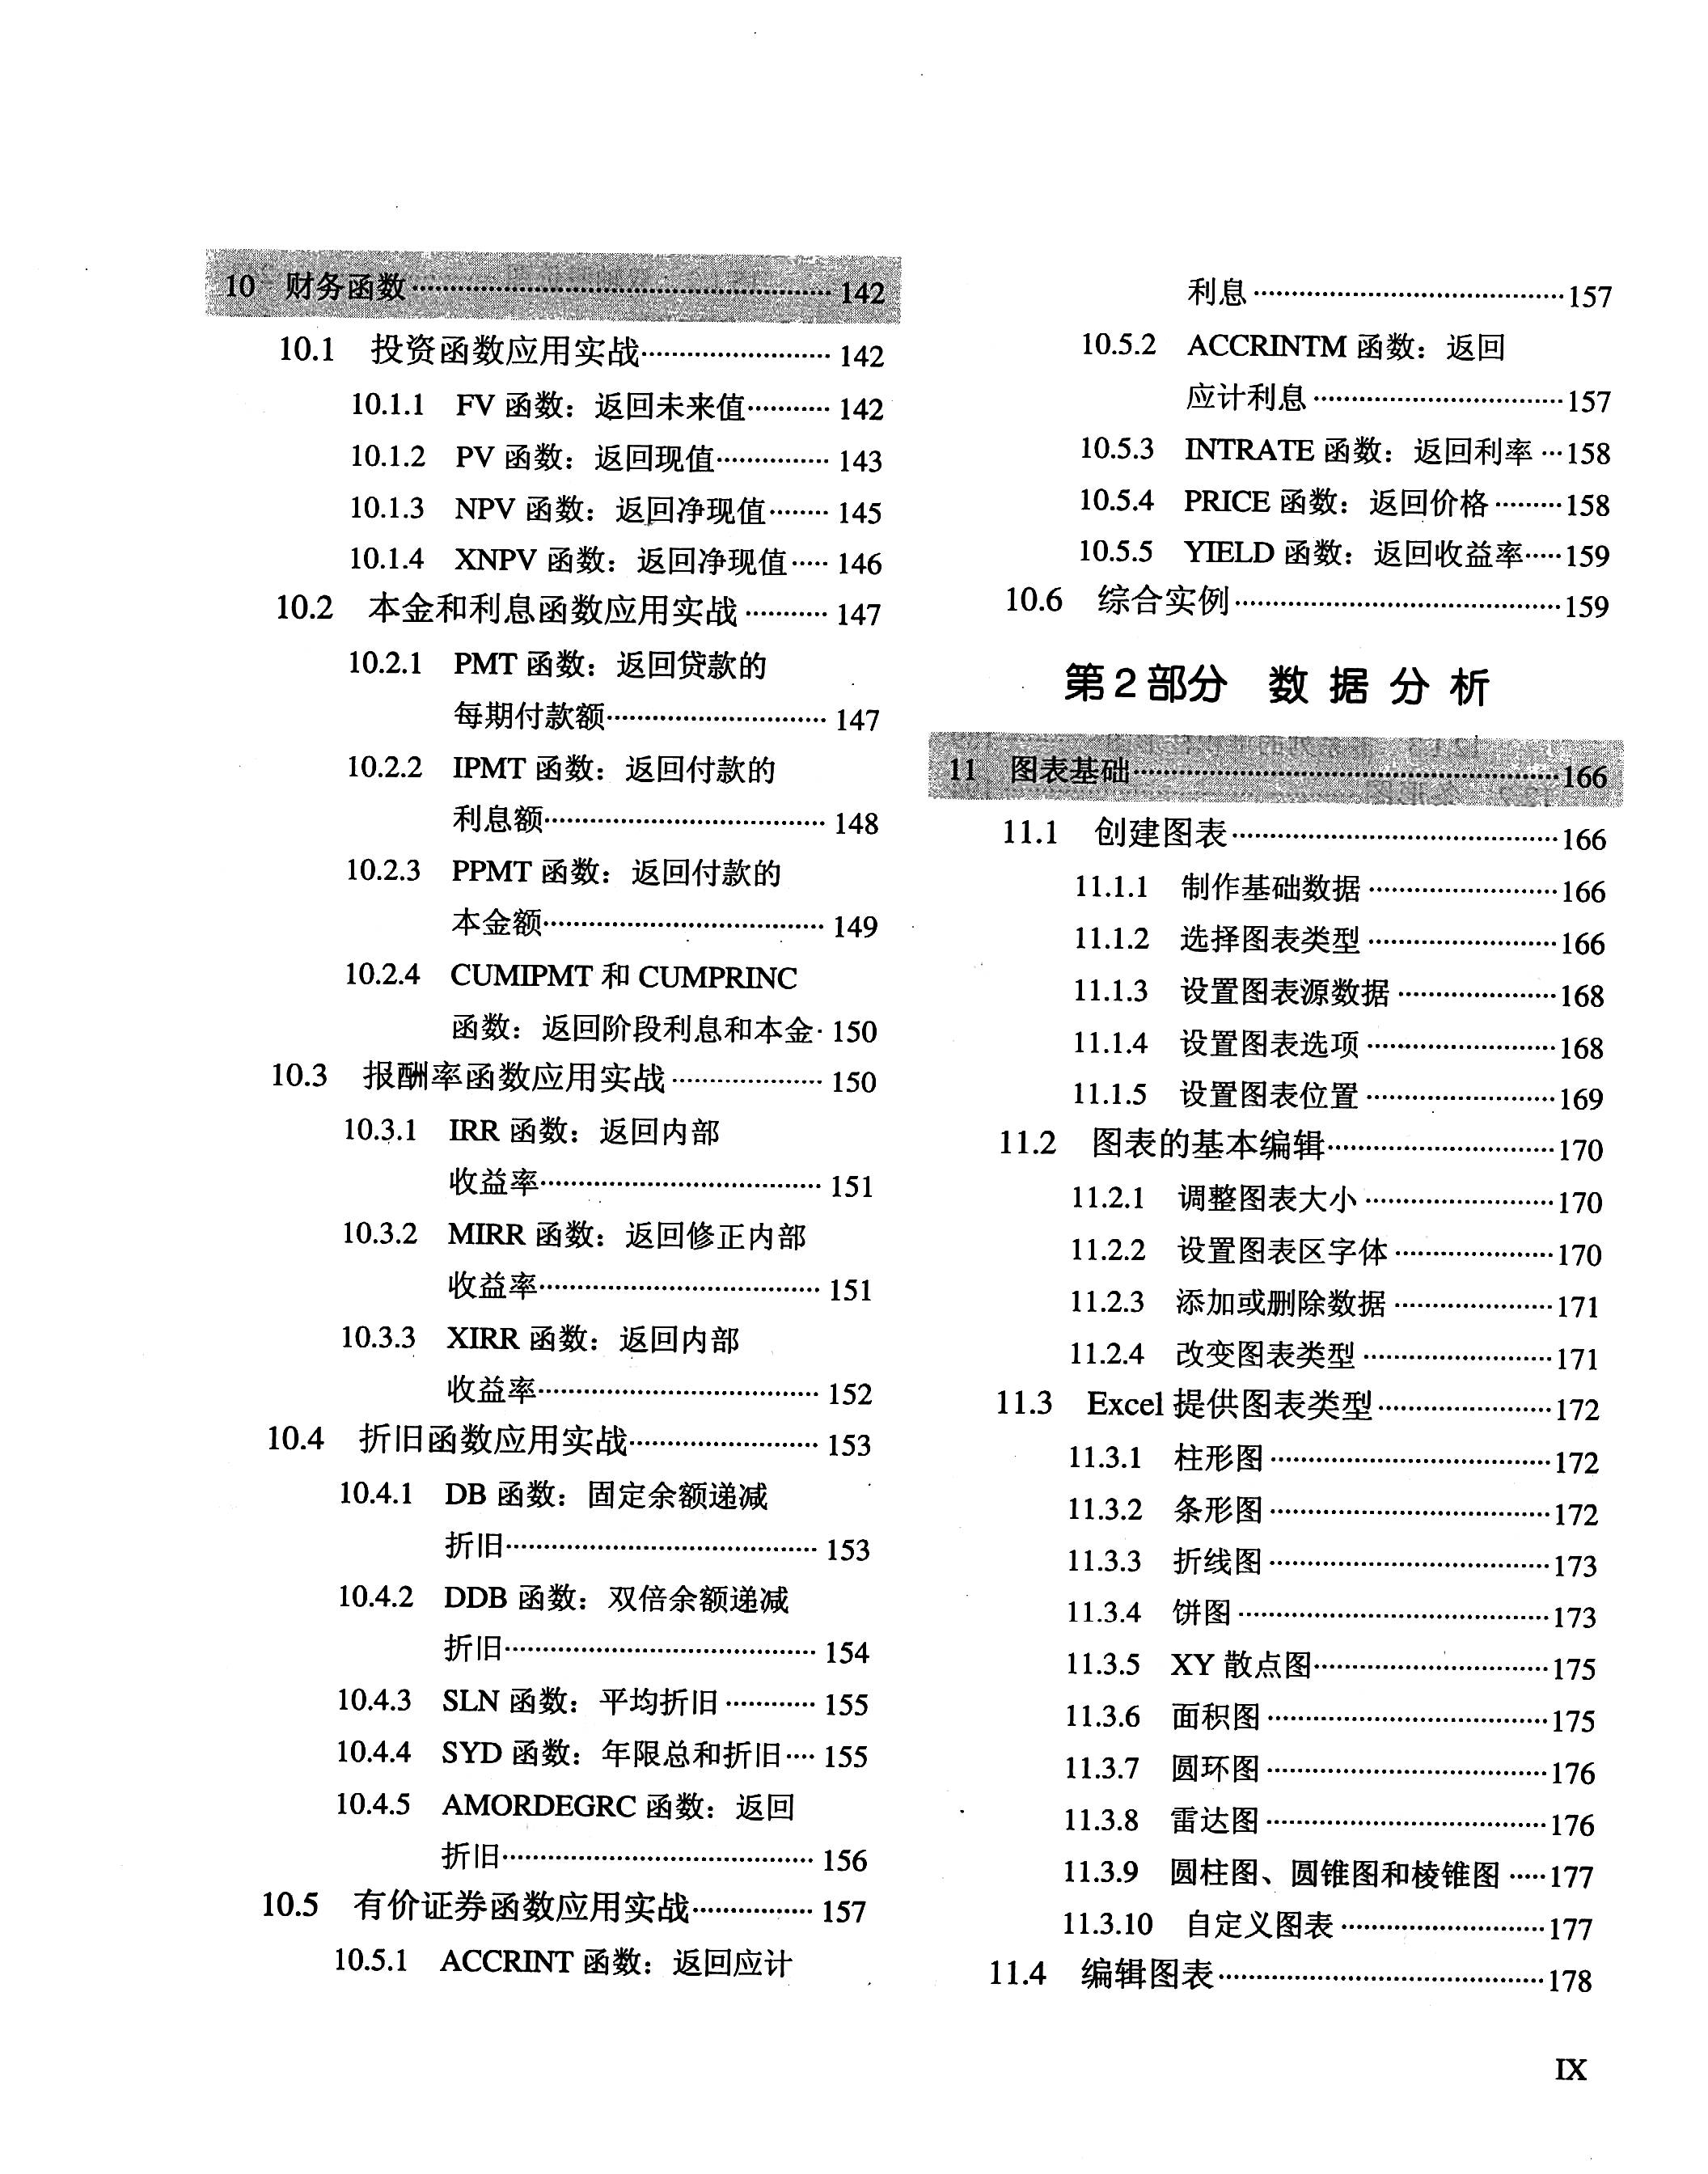 10 财务函数……………………………………142
10.1 投资函数应用实战……………………142
10.1.1 FV 函数：返回未来值…………142
10.1.2 PV 函数：返回现值……………143
10.1.3 NPV 函数：返回净现值………145
10.1.4 XNPV 函数：返回净现值……146
10.2 本金和利息函数应用实战…………147
10.2.1 PMT 函数：返回贷款的
每期付款额………………………147
10.2.2 IPMT 函数：返回付款的
利息额……………………………148
10.2.3 PPMT 函数：返回付款的
本金额……………………………149
10.2.4 CUMIPMT 和 CUMPRINC
函数：返回阶段利息和本金·150
10.3 报酬率函数应用实战…………………150
10.3.1 IRR 函数：返回内部
收益率……………………………151
10.3.2 MIRR 函数：返回修正内部
收益率……………………………151
10.3.3 XIRR 函数：返回内部
收益率……………………………152
10.4 折旧函数应用实战……………………153
10.4.1 DB 函数：固定余额递减
折旧………………………………153
10.4.2 DDB 函数：双倍余额递减
折旧………………………………154
10.4.3 SLN 函数：平均折旧…………155
10.4.4 SYD 函数：年限总和折旧……155
10.4.5 AMORDEGRC 函数：返回
折旧………………………………156
10.5 有价证券函数应用实战……………157
10.5.1 ACCRINT 函数：返回应计
利息………………………………157
10.5.2 ACCRINTM 函数：返回
应计利息…………………………157
10.5.3 INTRATE 函数：返回利率…158
10.5.4 PRICE 函数：返回价格………158
10.5.5 YIELD 函数：返回收益率……159
10.6 综合实例………………………………159
第2部分 数据分析
11 图表基础……………………………………166
11.1 创建图表………………………………166
11.1.1 制作基础数据…………………166
11.1.2 选择图表类型…………………166
11.1.3 设置图表源数据………………168
11.1.4 设置图表选项…………………168
11.1.5 设置图表位置…………………169
11.2 图表的基本编辑………………………170
11.2.1 调整图表大小…………………170
11.2.2 设置图表区字体………………170
11.2.3 添加或删除数据………………171
11.2.4 改变图表类型…………………171
11.3 Excel 提供图表类型…………………172
11.3.1 柱形图…………………………172
11.3.2 条形图…………………………172
11.3.3 折线图…………………………173
11.3.4 饼图……………………………173
11.3.5 XY 散点图……………………175
11.3.6 面积图…………………………175
11.3.7 圆环图…………………………176
11.3.8 雷达图…………………………176
11.3.9 圆柱图、圆锥图和棱锥图……177
11.3.10 自定义图表……………………177
11.4 编辑图表………………………………178
IX